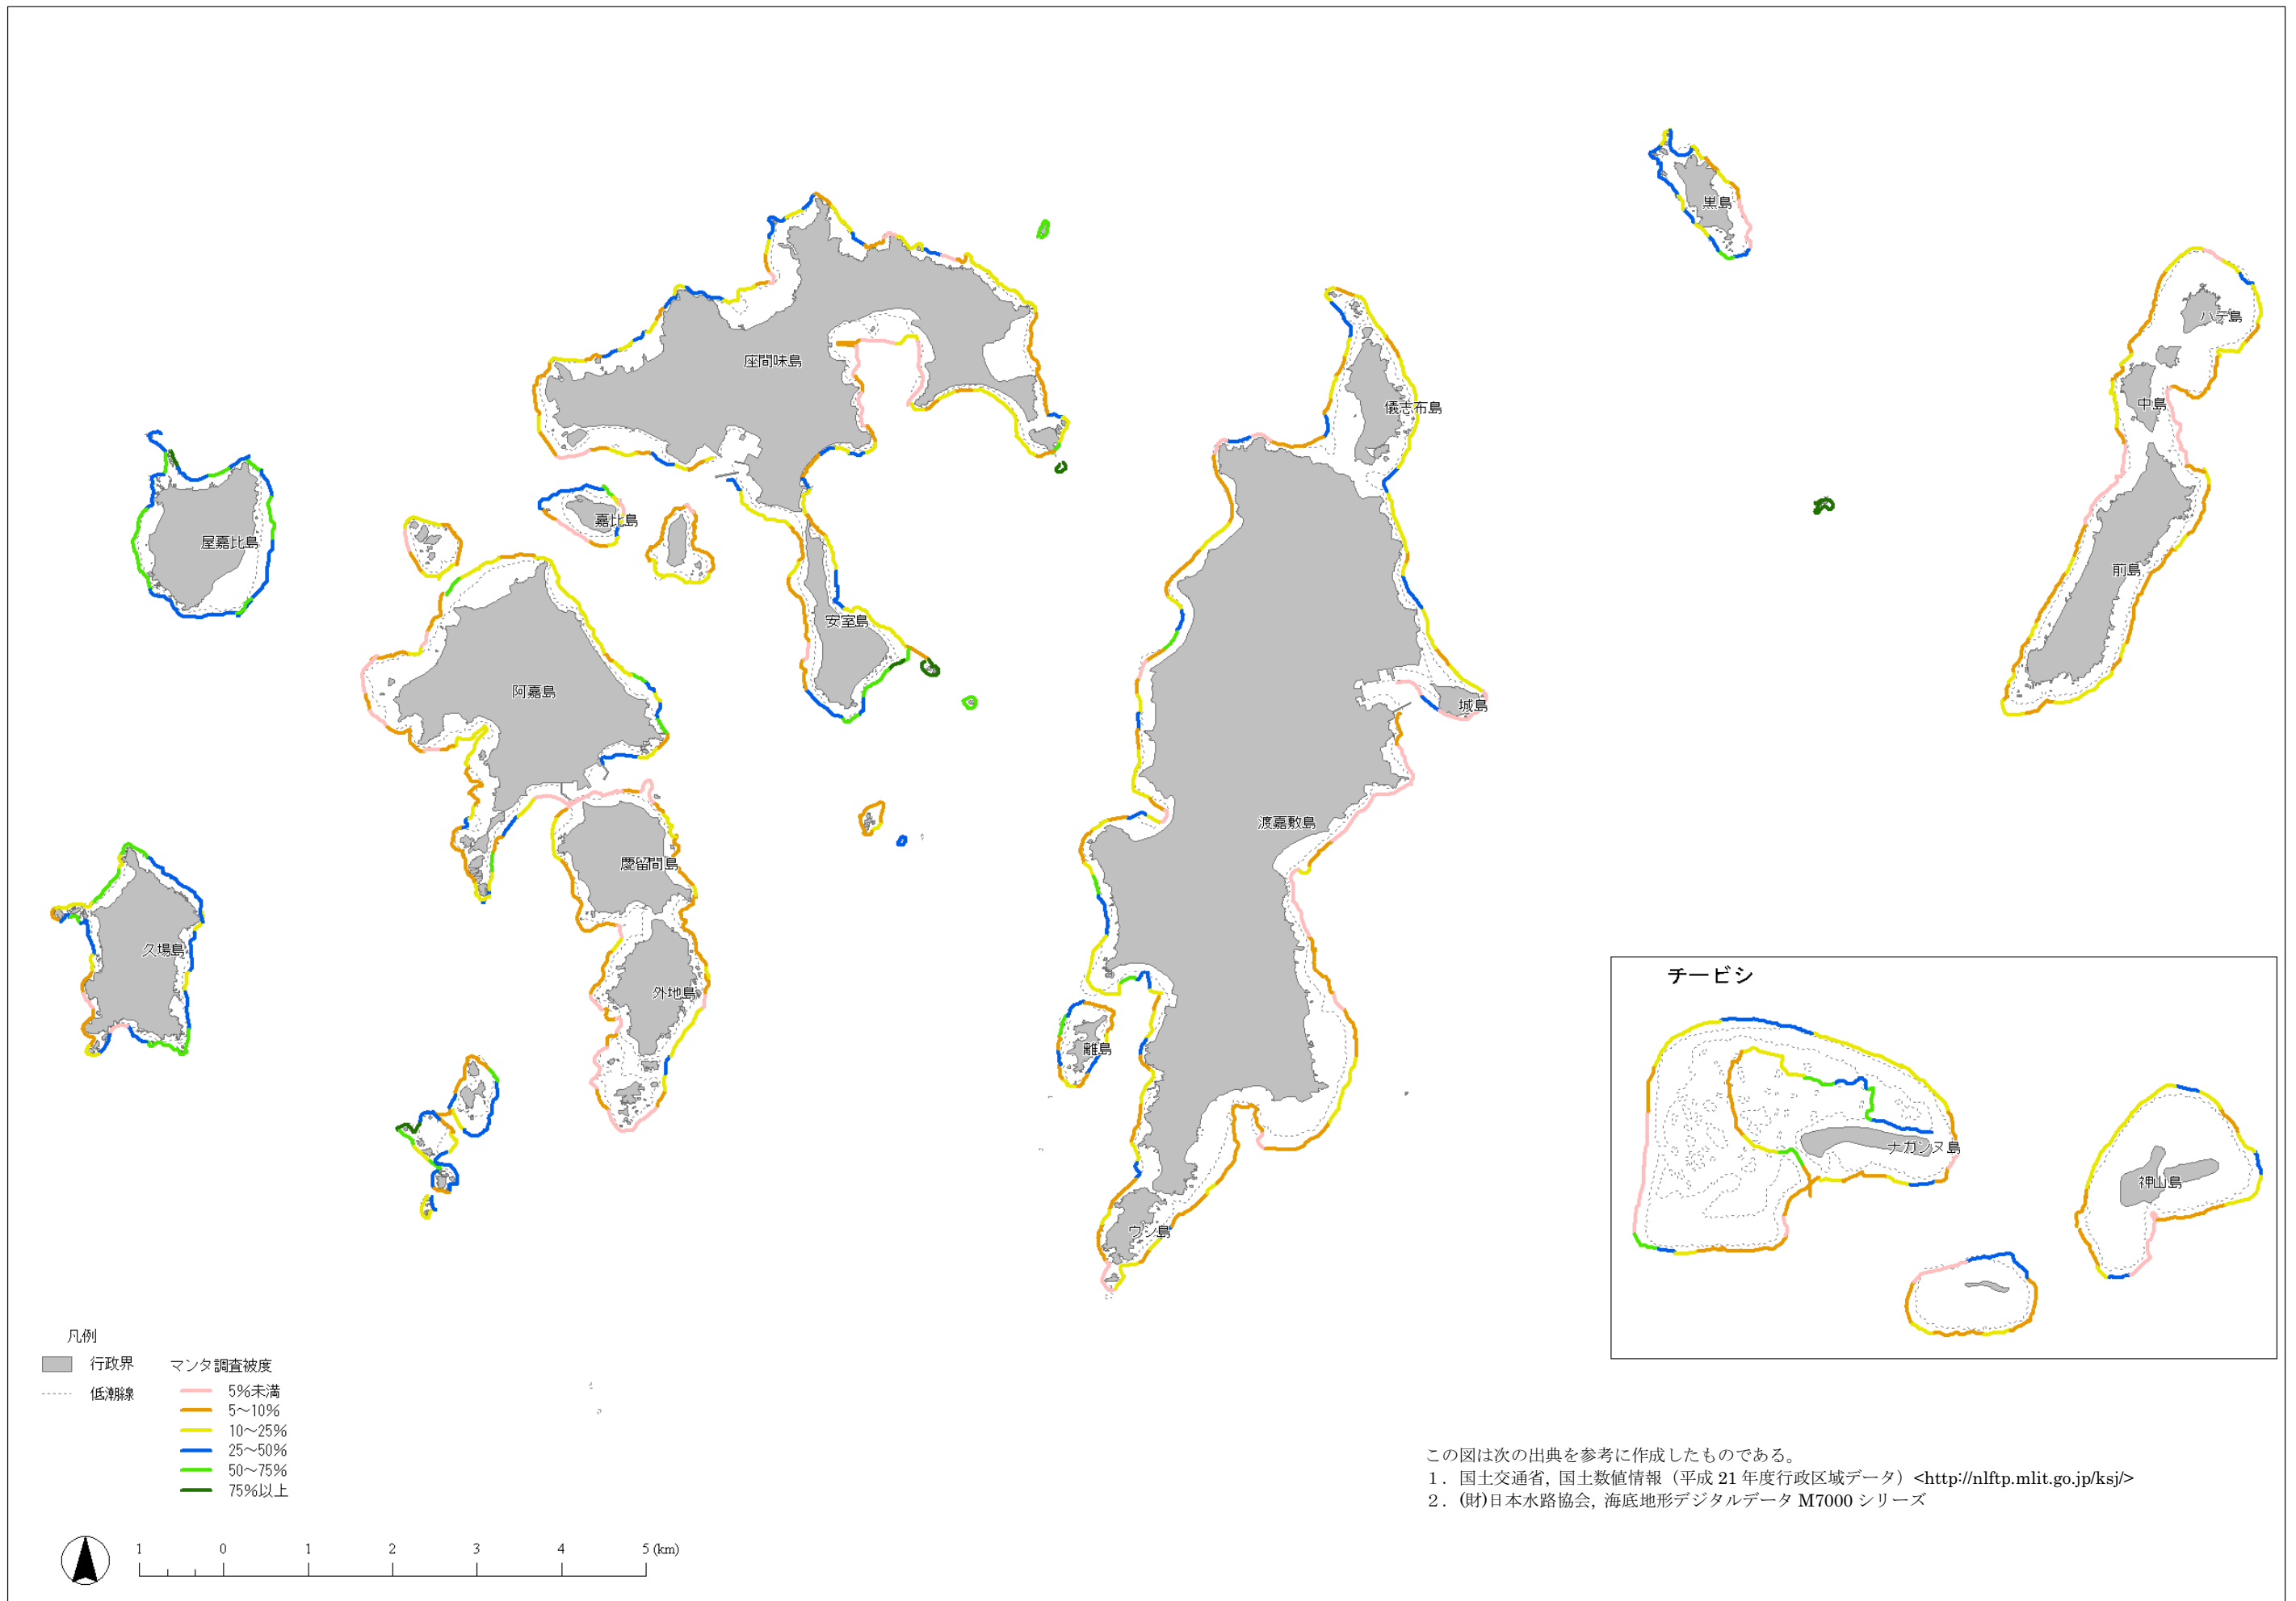 黒島
ハテ島
座間味島
中島
儀志布島
嘉比島
屋嘉比島
前島
安室島
阿嘉島
城島
渡嘉敷島
慶留間島
久場島
チービシ
外地島
離島
ナガンヌ島
神山島
ウン島
凡例
行政界
低潮線
マンタ調査被度
5%未満
5～10%
10～25%
25～50%
50～75%
75%以上
1 0 1 2 3 4 5 (km)
この図は次の出典を参考に作成したものである。
1．国土交通省, 国土数値情報（平成 21 年度行政区域データ）<http://nlftp.mlit.go.jp/ksj/>
2．(財)日本水路協会, 海底地形デジタルデータ M7000 シリーズ